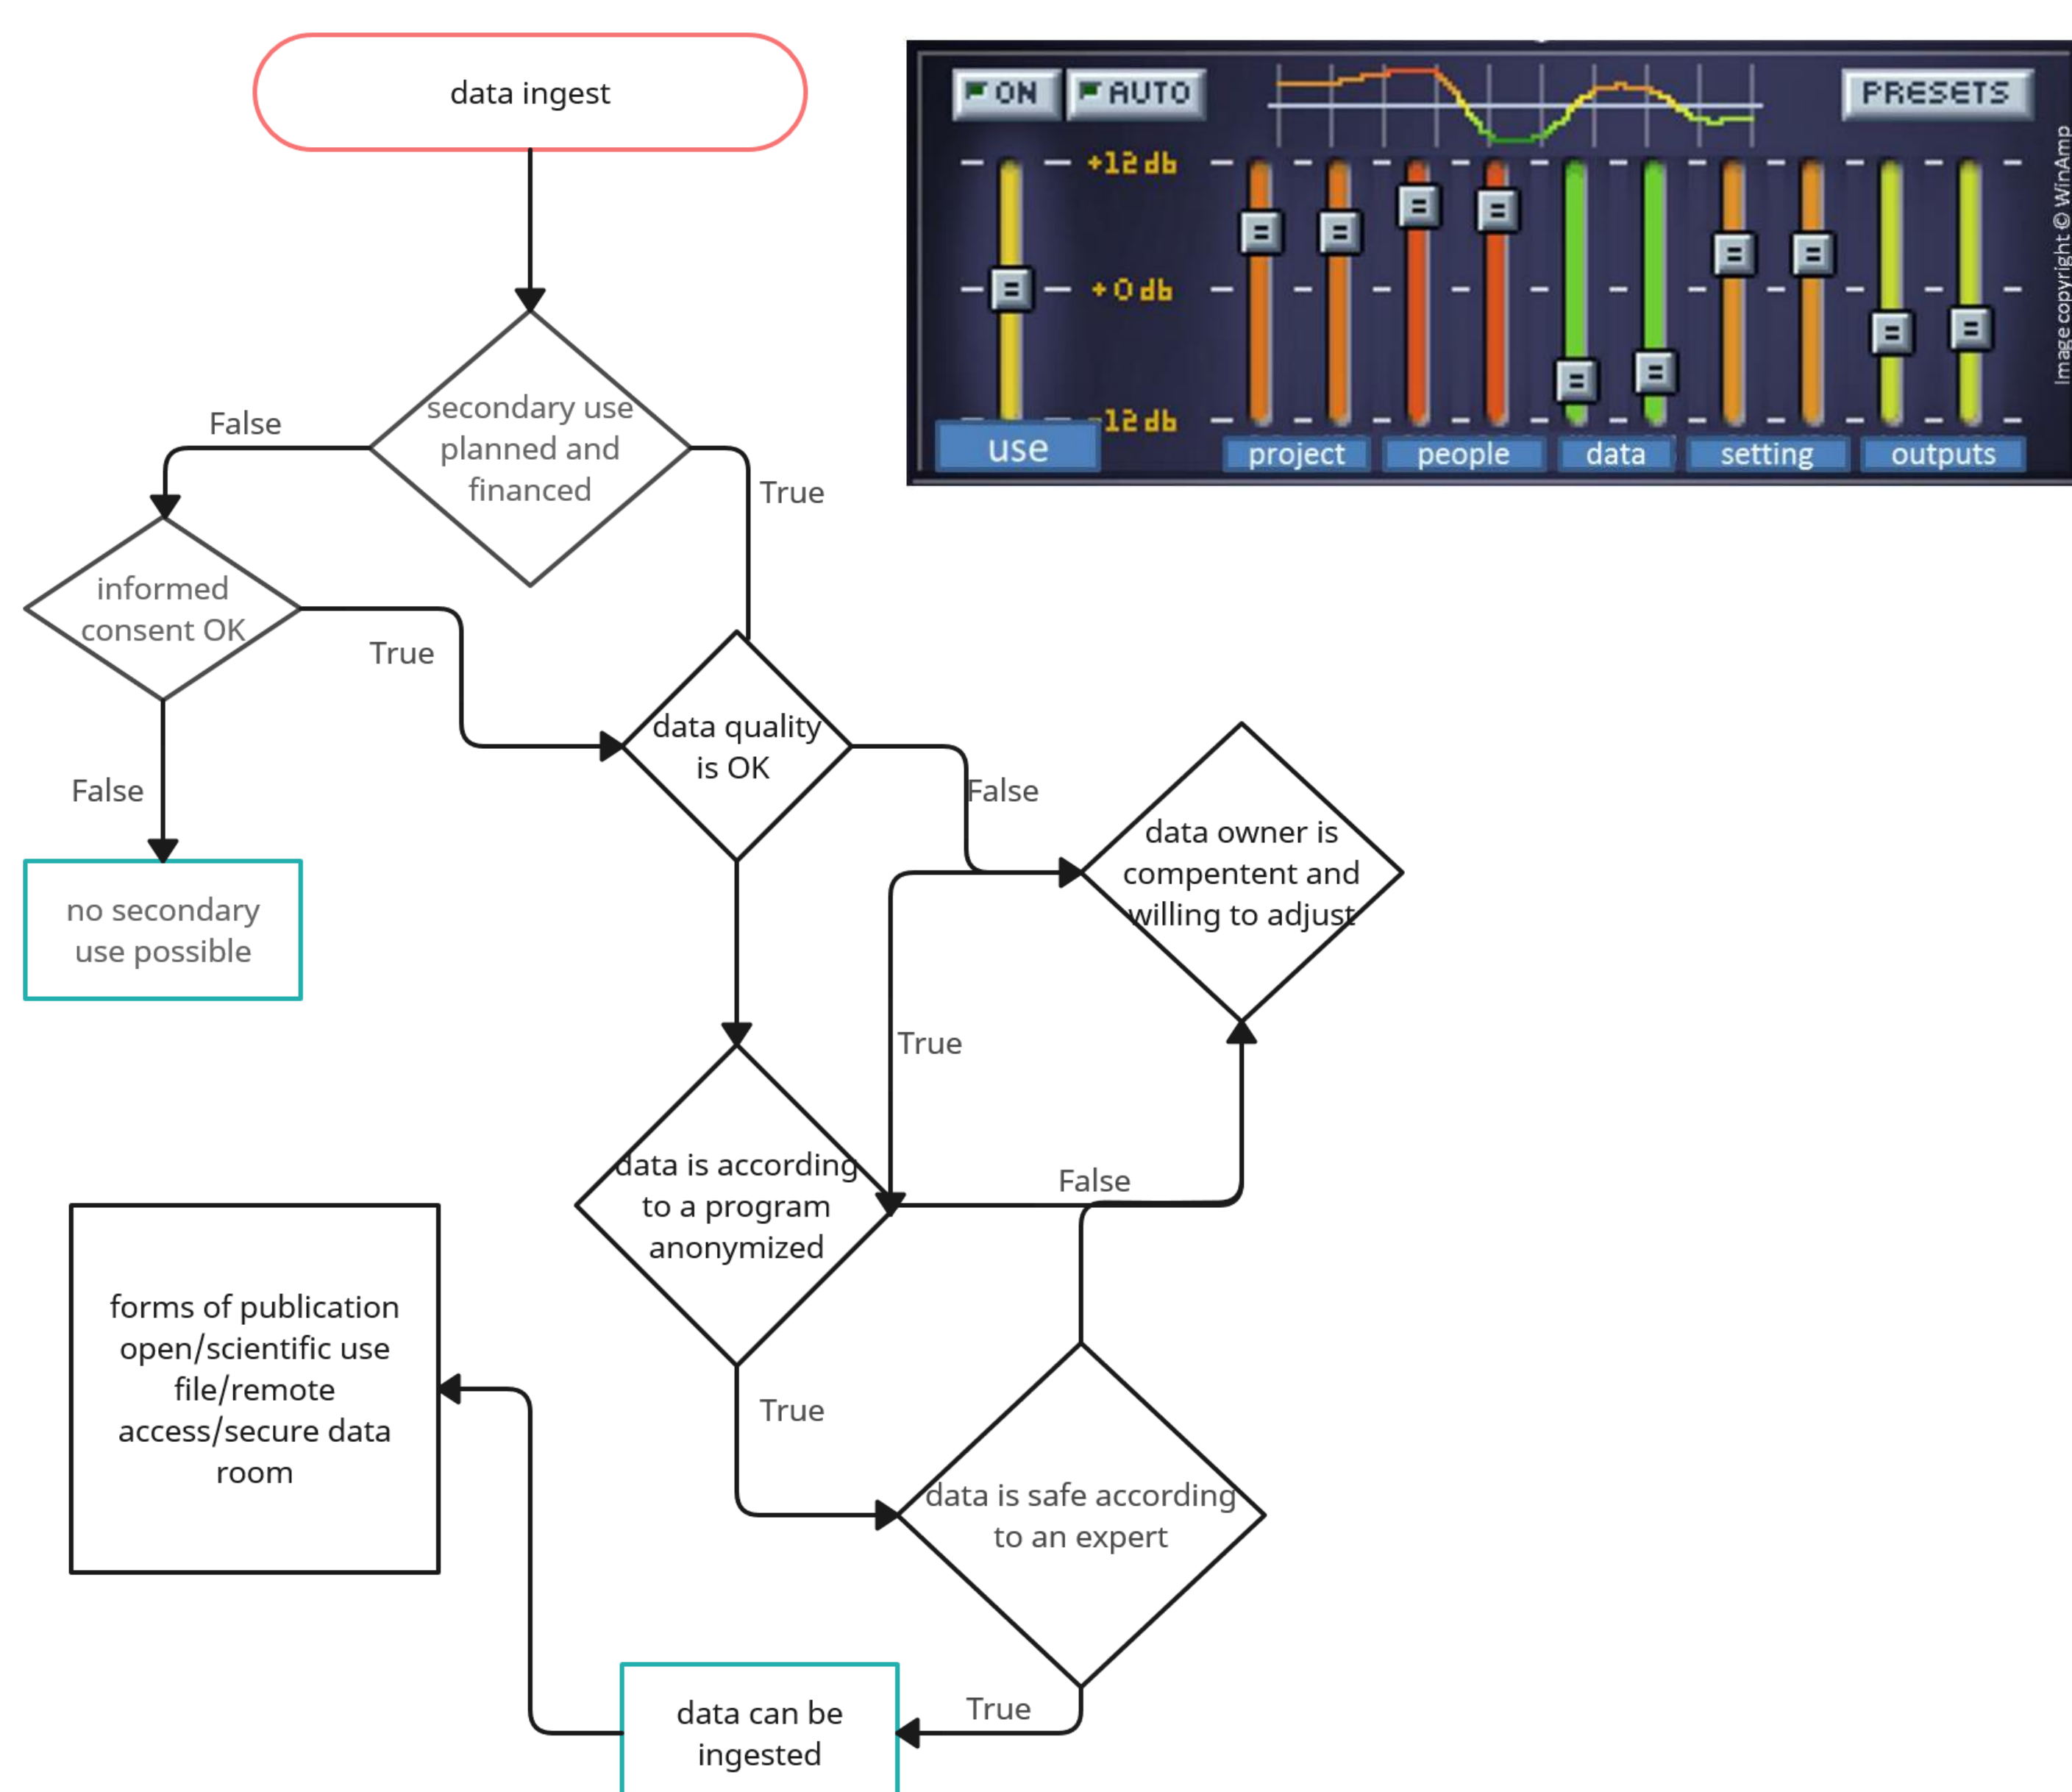 data ingest
ON
AUTO
PRESETS
+12 db
+0 db
-12 db
use
project
people
data
setting
outputs
Image copyright © WinAmp
secondary use
planned and
financed
False
True
informed
consent OK
True
False
no secondary
use possible
data quality
is OK
False
data owner is
compentent and
willing to adjust
True
data is according
to a program
anonymized
False
True
forms of publication
open/scientific use
file/remote
access/secure data
room
data is safe according
to an expert
True
data can be
ingested